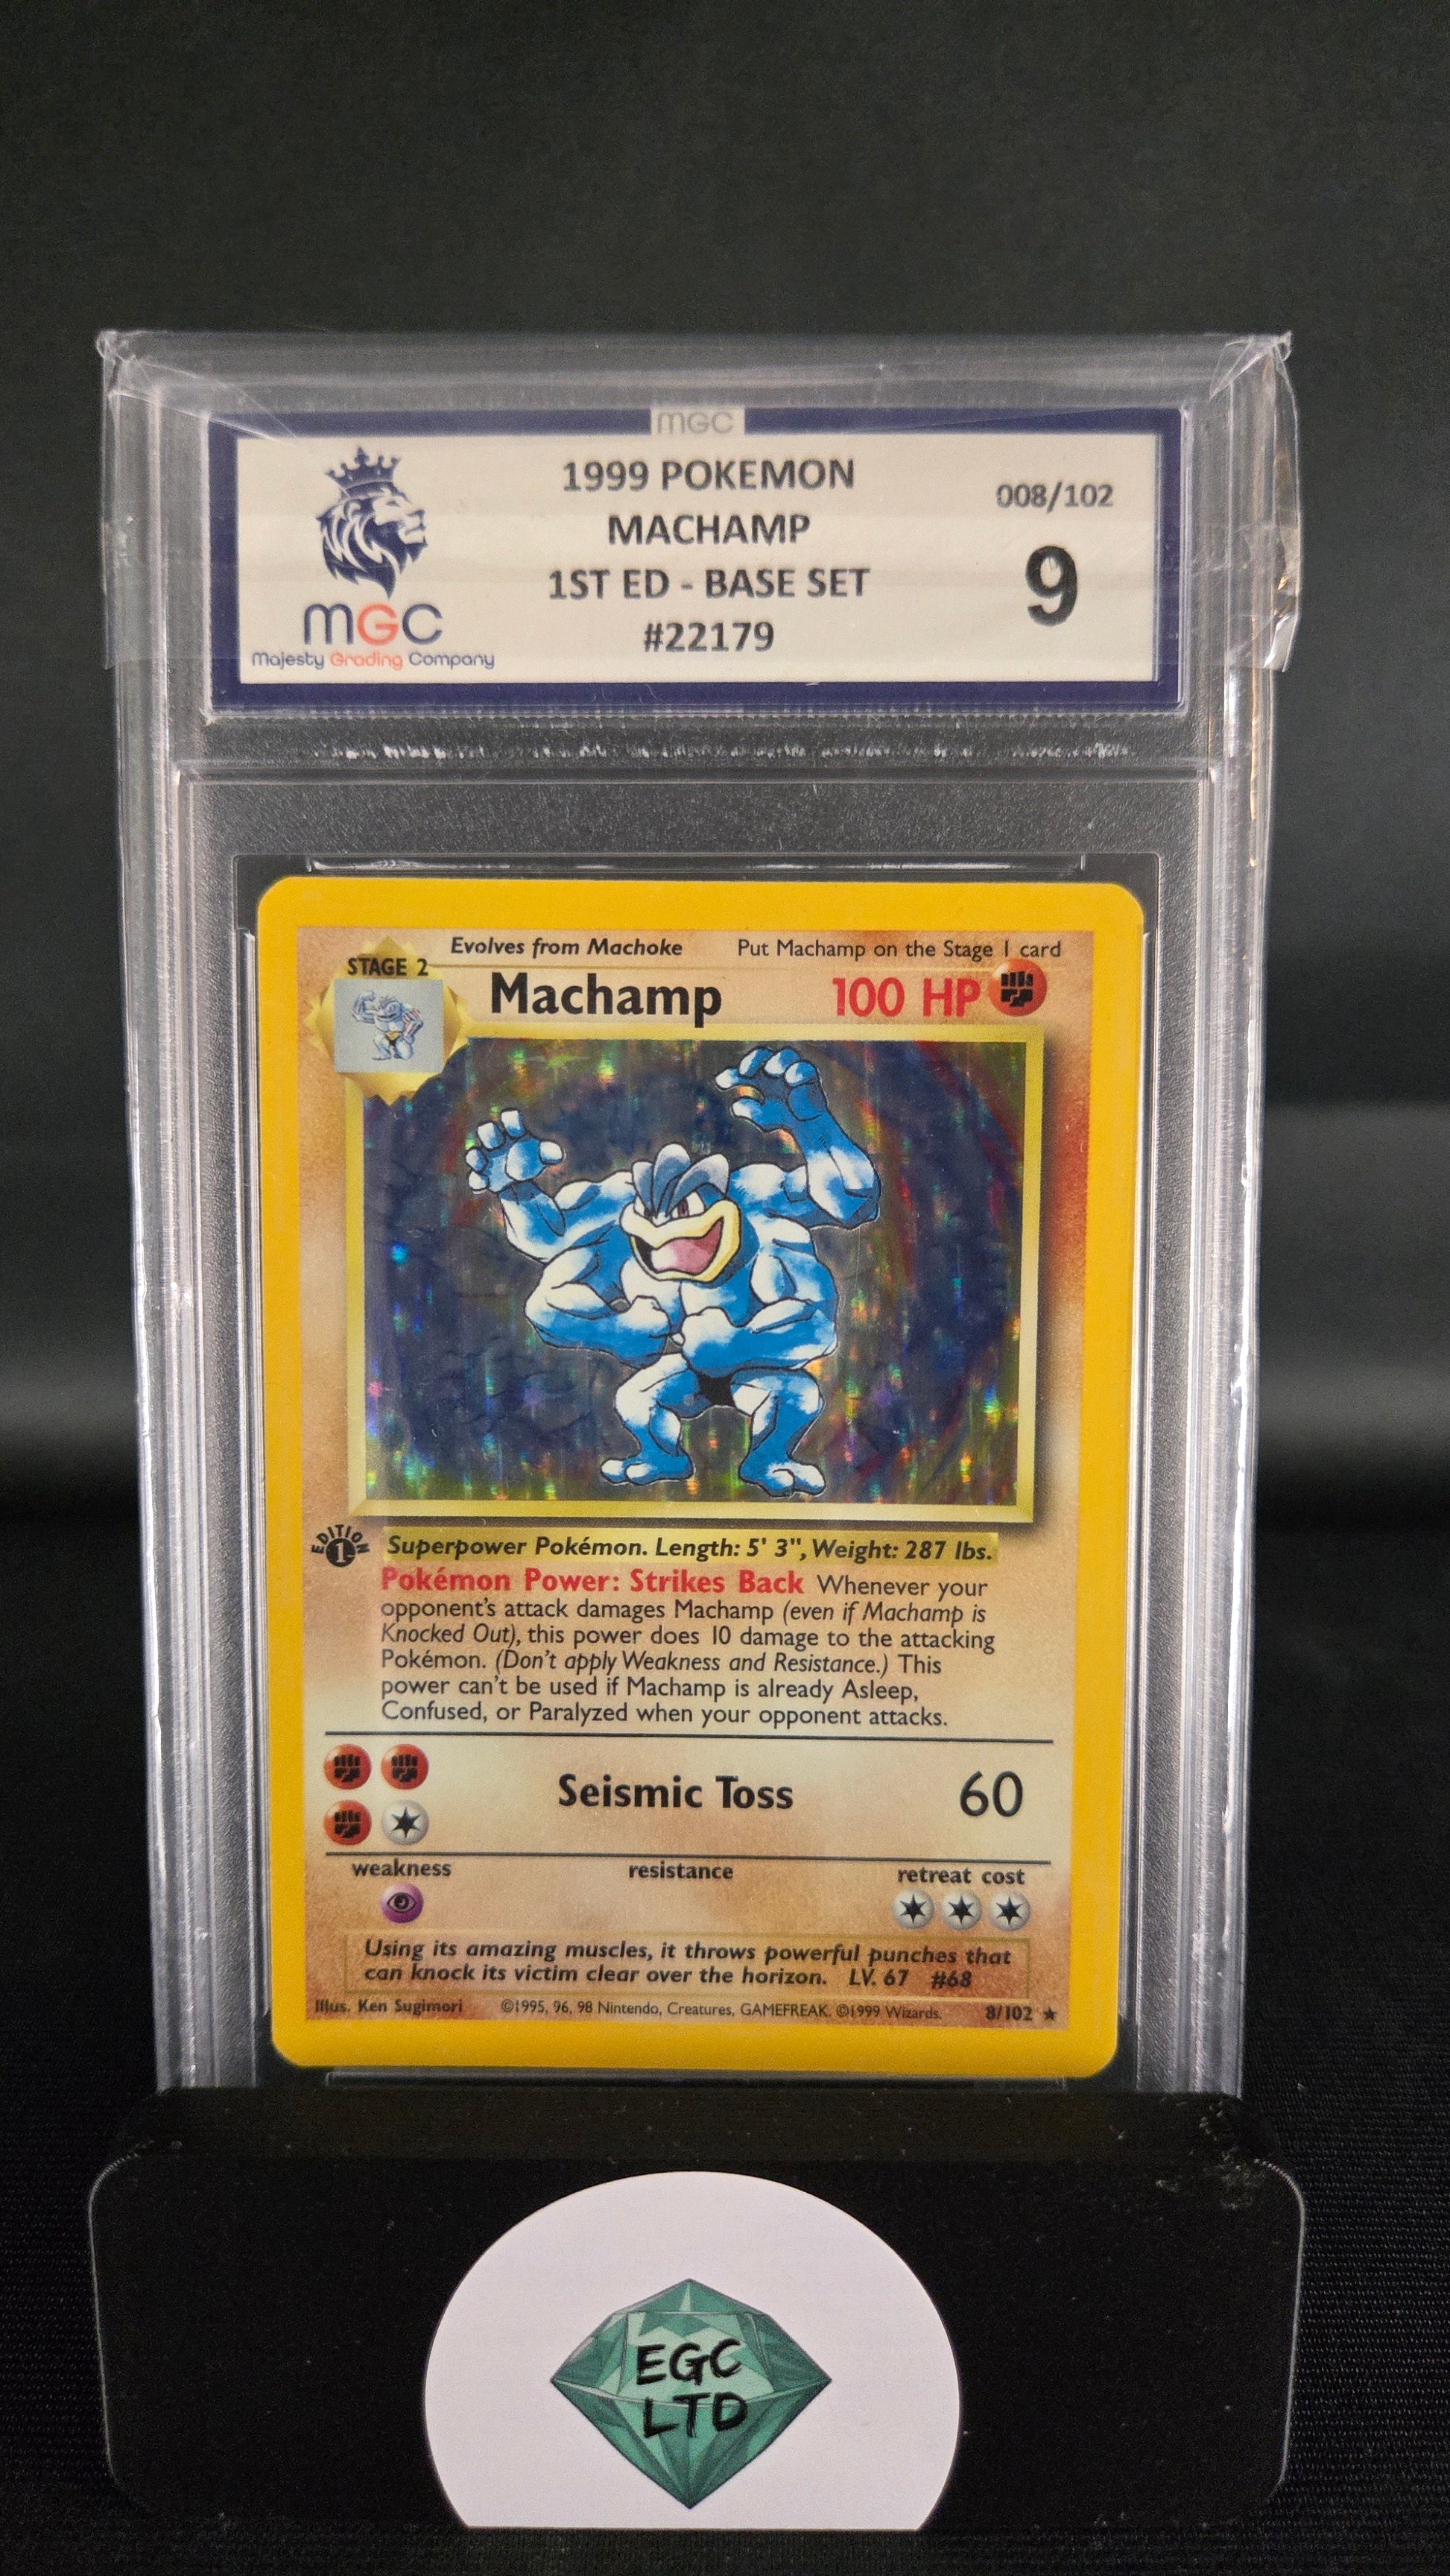 MGC
1999 POKEMON
MACHAMP
1ST ED - BASE SET
#22179
008/102
9
MGC
Majesty Grading Company
Evolves from Machoke
Put Machamp on the Stage 1 card
STAGE 2
Machamp
100 HP
EDITION
1
Superpower Pokémon. Length: 5' 3", Weight: 287 lbs.
Pokémon Power: Strikes Back Whenever your
opponent's attack damages Machamp (even if Machamp is
Knocked Out), this power does 10 damage to the attacking
Pokémon. (Don't apply Weakness and Resistance.) This
power can't be used if Machamp is already Asleep,
Confused, or Paralyzed when your opponent attacks.
Seismic Toss
60
weakness
resistance
retreat cost
Using its amazing muscles, it throws powerful punches that
can knock its victim clear over the horizon. LV. 67 #68
Illus. Ken Sugimori
©1995, 96, 98 Nintendo, Creatures, GAMEFREAK. ©1999 Wizards.
8/102 ★
EGC
LTD